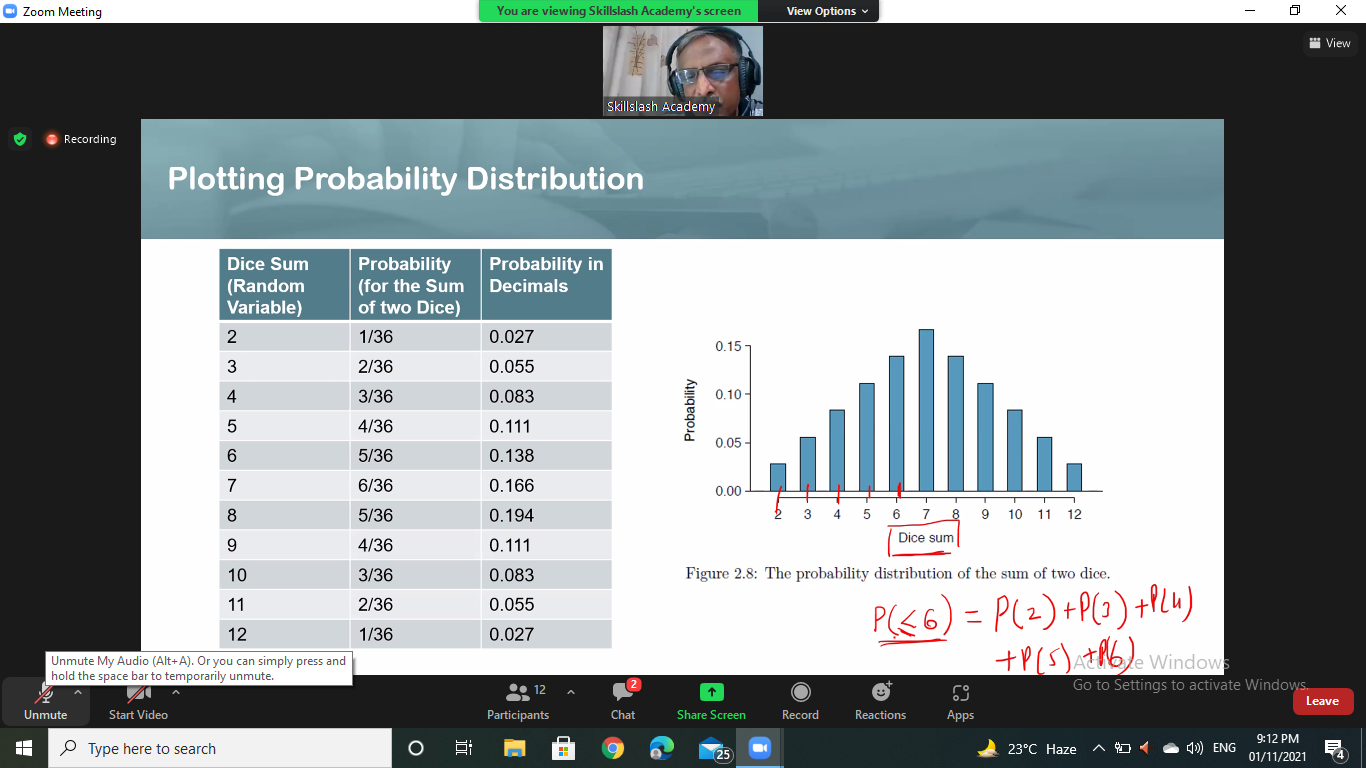 Zoom Meeting
You are viewing Skillslash Academy's screen
View Options
View
Skillslash Academy
Recording
Plotting Probability Distribution
Dice Sum (Random Variable) Probability (for the Sum of two Dice) Probability in Decimals
2 1/36 0.027
3 2/36 0.055
4 3/36 0.083
5 4/36 0.111
6 5/36 0.138
7 6/36 0.166
8 5/36 0.194
9 4/36 0.111
10 3/36 0.083
11 2/36 0.055
12 1/36 0.027
Probability
0.15
0.10
0.05
0.00
2 3 4 5 6 7 8 9 10 11 12
Dice sum
Figure 2.8: The probability distribution of the sum of two dice.
P(≤6) = P(2)+P(3)+P(4)
+P(5)+P(6)
Activate Windows
Go to Settings to activate Windows.
Unmute My Audio (Alt+A). Or you can simply press and
hold the space bar to temporarily unmute.
Unmute
Start Video
12
Participants
2
Chat
Share Screen
Record
Reactions
Apps
Leave
Type here to search
25
23°C Haze
ENG
9:12 PM
01/11/2021
4